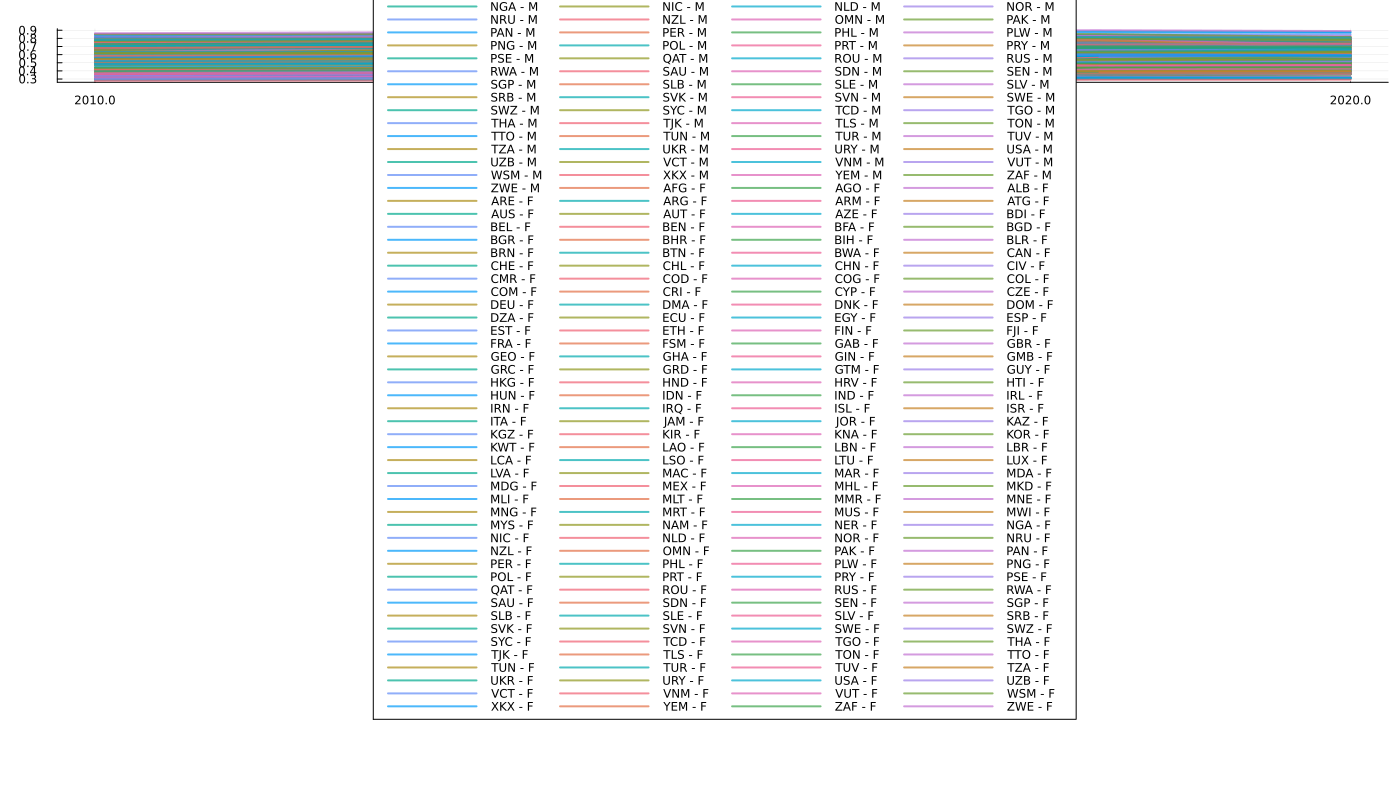 NGA - M NIC - M NLD - M NOR - M
NRU - M NZL - M OMN - M PAK - M
0.9
PAN - M PER - M PHL - M PLW - M
0.8
PNG - M POL - M PRT - M PRY - M
0.7
PSE - M QAT - M ROU - M RUS - M
0.6
0.5
RWA - M SAU - M SDN - M SEN - M
0.4
0.3
SGP - M SLB - M SLE - M SLV - M
SRB - M SVK - M SVN - M SWE - M
2010.0
2020.0
SWZ - M SYC - M TCD - M TGO - M
THA - M TJK - M TLS - M TON - M
TTO - M TUN - M TUR - M TUV - M
TZA - M UKR - M URY - M USA - M
UZB - M VCT - M VNM - M VUT - M
WSM - M XKX - M YEM - M ZAF - M
ZWE - M AFG - F AGO - F ALB - F
ARE - F ARG - F ARM - F ATG - F
AUS - F AUT - F AZE - F BDI - F
BEL - F BEN - F BFA - F BGD - F
BGR - F BHR - F BIH - F BLR - F
BRN - F BTN - F BWA - F CAN - F
CHE - F CHL - F CHN - F CIV - F
CMR - F COD - F COG - F COL - F
COM - F CRI - F CYP - F CZE - F
DEU - F DMA - F DNK - F DOM - F
DZA - F ECU - F EGY - F ESP - F
EST - F ETH - F FIN - F FJI - F
FRA - F FSM - F GAB - F GBR - F
GEO - F GHA - F GIN - F GMB - F
GRC - F GRD - F GTM - F GUY - F
HKG - F HND - F HRV - F HTI - F
HUN - F IDN - F IND - F IRL - F
IRN - F IRQ - F ISL - F ISR - F
ITA - F JAM - F JOR - F KAZ - F
KGZ - F KIR - F KNA - F KOR - F
KWT - F LAO - F LBN - F LBR - F
LCA - F LSO - F LTU - F LUX - F
LVA - F MAC - F MAR - F MDA - F
MDG - F MEX - F MHL - F MKD - F
MLI - F MLT - F MMR - F MNE - F
MNG - F MRT - F MUS - F MWI - F
MYS - F NAM - F NER - F NGA - F
NIC - F NLD - F NOR - F NRU - F
NZL - F OMN - F PAK - F PAN - F
PER - F PHL - F PLW - F PNG - F
POL - F PRT - F PRY - F PSE - F
QAT - F ROU - F RUS - F RWA - F
SAU - F SDN - F SEN - F SGP - F
SLB - F SLE - F SLV - F SRB - F
SVK - F SVN - F SWE - F SWZ - F
SYC - F TCD - F TGO - F THA - F
TJK - F TLS - F TON - F TTO - F
TUN - F TUR - F TUV - F TZA - F
UKR - F URY - F USA - F UZB - F
VCT - F VNM - F VUT - F WSM - F
XKX - F YEM - F ZAF - F ZWE - F